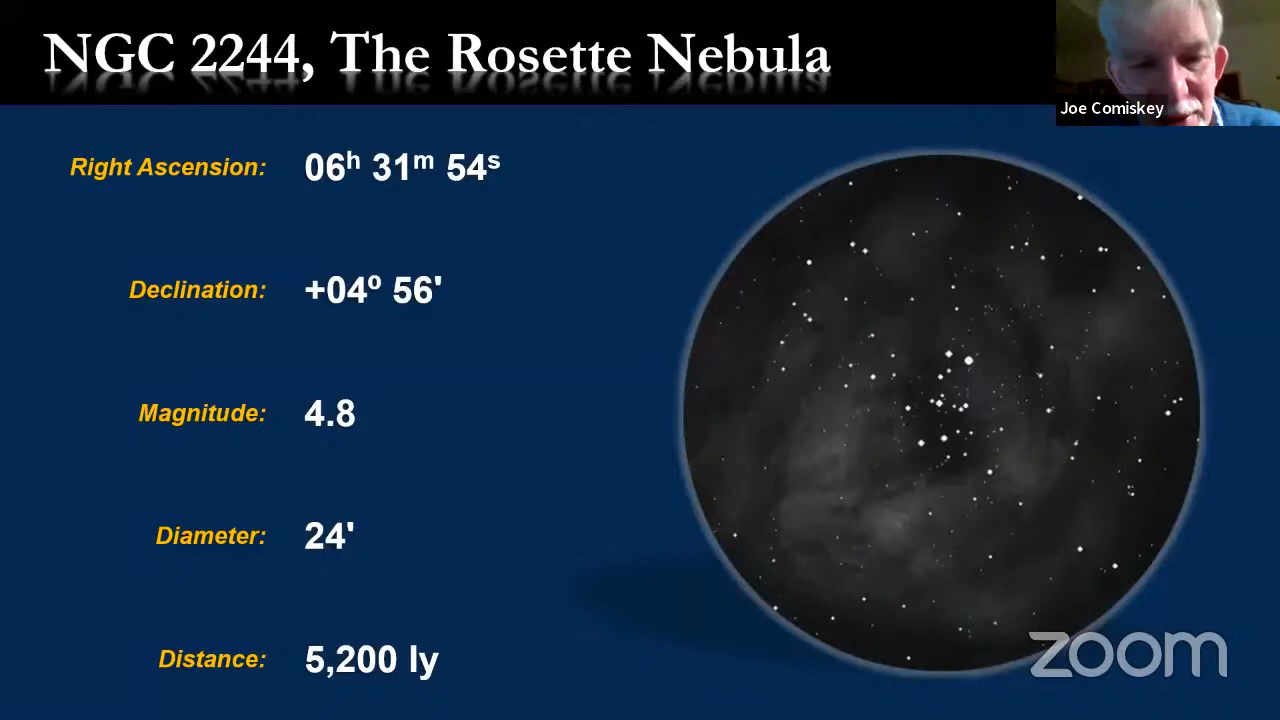 NGC 2244, The Rosette Nebula
Joe Comiskey
Right Ascension: 06ʰ 31ᵐ 54ˢ
Declination: +04º 56'
Magnitude: 4.8
Diameter: 24'
Distance: 5,200 ly
zoom